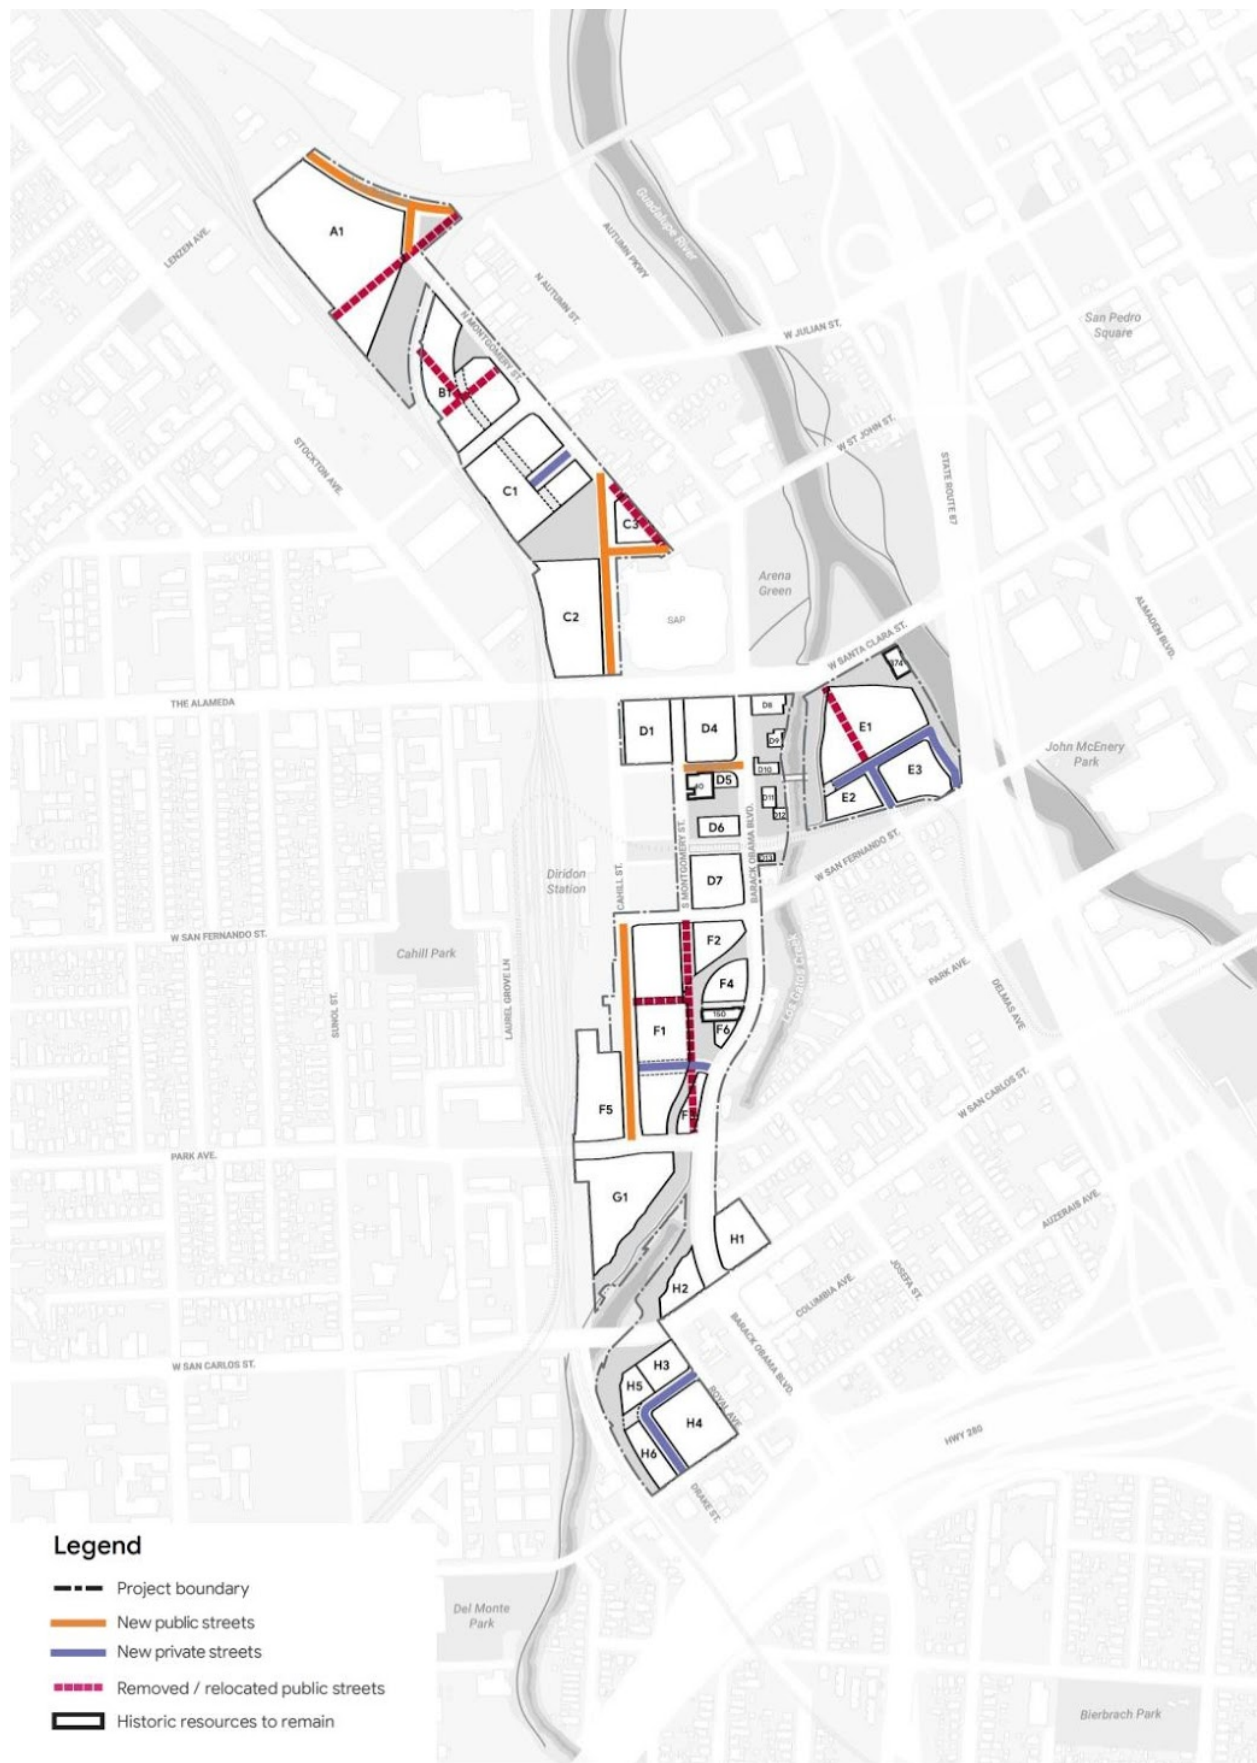 Guadalupe River
AUTUMN PKWY
A1
LENZEN AVE.
N AUTUMN ST.
N MONTGOMERY ST.
W JULIAN ST.
San Pedro
Square
B1
STOCKTON AVE.
W ST JOHN ST.
STATE ROUTE 87
C1
C3
Arena
Green
C2
SAP
ALMADEN BLVD.
W SANTA CLARA ST.
374
THE ALAMEDA
D1
D4
D8
D9
E1
John McEnery
Park
D10
E3
D5
40
D11
E2
D12
D6
S MONTGOMERY ST.
BARACK OBAMA BLVD.
W SAN FERNANDO ST.
Diridon
Station
CAHILL ST.
D7
W SAN FERNANDO ST.
Cahill Park
F2
Los Gatos Creek
PARK AVE.
LAUREL GROVE LN
SUNOL ST.
F4
DELMAS AVE
150
F1
F6
F5
W SAN CARLOS ST.
PARK AVE.
G1
AUZERAIS AVE.
H1
H2
JOSEFA ST.
COLUMBIA AVE.
BARACK OBAMA BLVD.
W SAN CARLOS ST.
H3
H5
ROYAL AVE.
H4
HWY 280
H6
DRAKE ST.
Legend
Project boundary
New public streets
New private streets
Removed / relocated public streets
Historic resources to remain
Del Monte
Park
Bierbrach Park